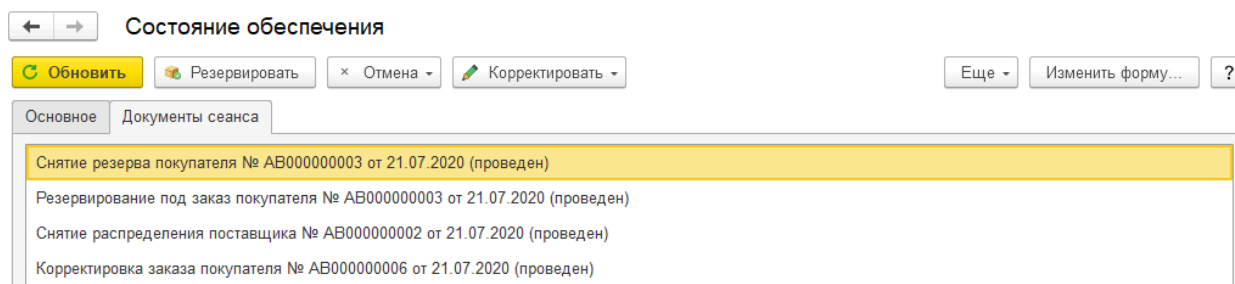 Состояние обеспечения
Обновить Резервировать × Отмена Корректировать Еще Изменить форму... ?
Основное Документы сеанса
Снятие резерва покупателя № АВ000000003 от 21.07.2020 (проведен)
Резервирование под заказ покупателя № АВ000000003 от 21.07.2020 (проведен)
Снятие распределения поставщика № АВ000000002 от 21.07.2020 (проведен)
Корректировка заказа покупателя № АВ000000006 от 21.07.2020 (проведен)